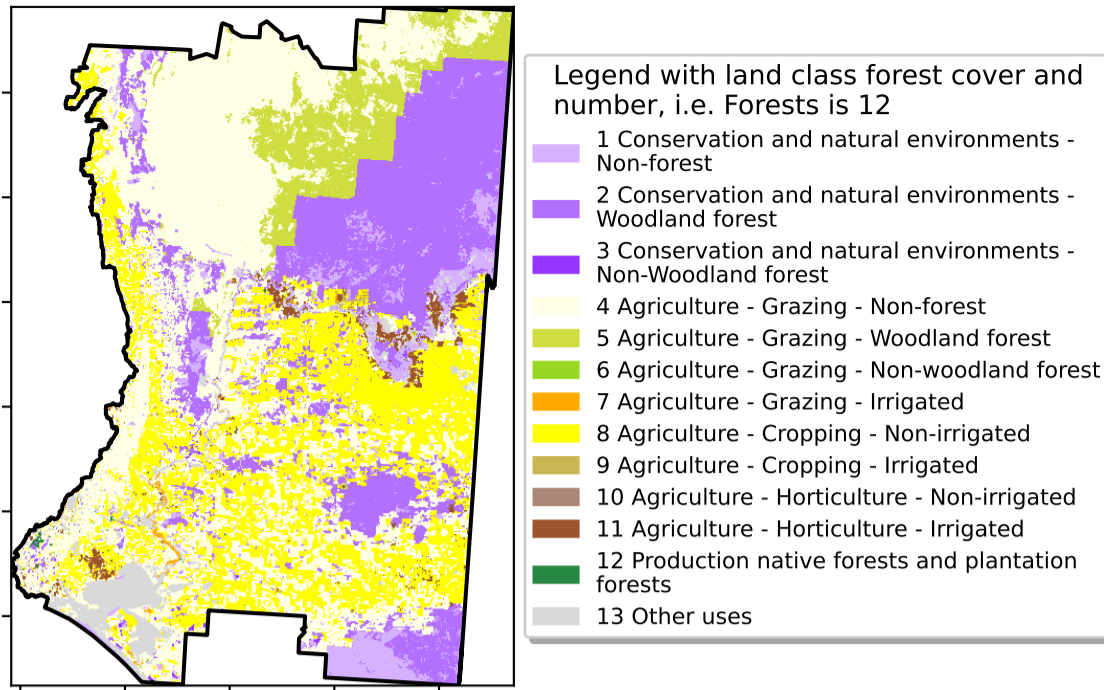 Legend with land class forest cover and
number, i.e. Forests is 12
1 Conservation and natural environments -
Non-forest
2 Conservation and natural environments -
Woodland forest
3 Conservation and natural environments -
Non-Woodland forest
4 Agriculture - Grazing - Non-forest
5 Agriculture - Grazing - Woodland forest
6 Agriculture - Grazing - Non-woodland forest
7 Agriculture - Grazing - Irrigated
8 Agriculture - Cropping - Non-irrigated
9 Agriculture - Cropping - Irrigated
10 Agriculture - Horticulture - Non-irrigated
11 Agriculture - Horticulture - Irrigated
12 Production native forests and plantation
forests
13 Other uses